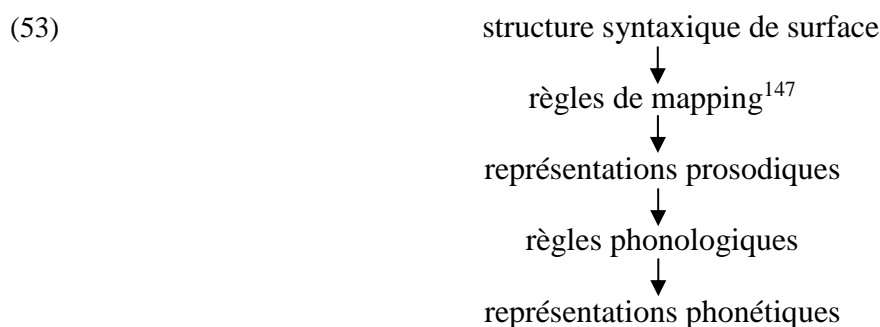 (53) structure syntaxique de surface
règles de mapping147
représentations prosodiques
règles phonologiques
représentations phonétiques